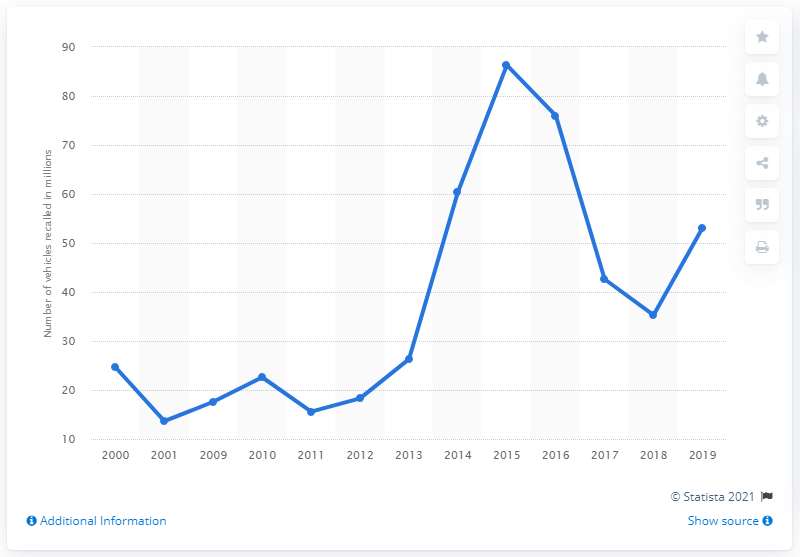 90
80
70
60
50
40
30
20
10
Number of vehicles recalled in millions
2000 2001 2009 2010 2011 2012 2013 2014 2015 2016 2017 2018 2019
© Statista 2021
Additional Information
Show source